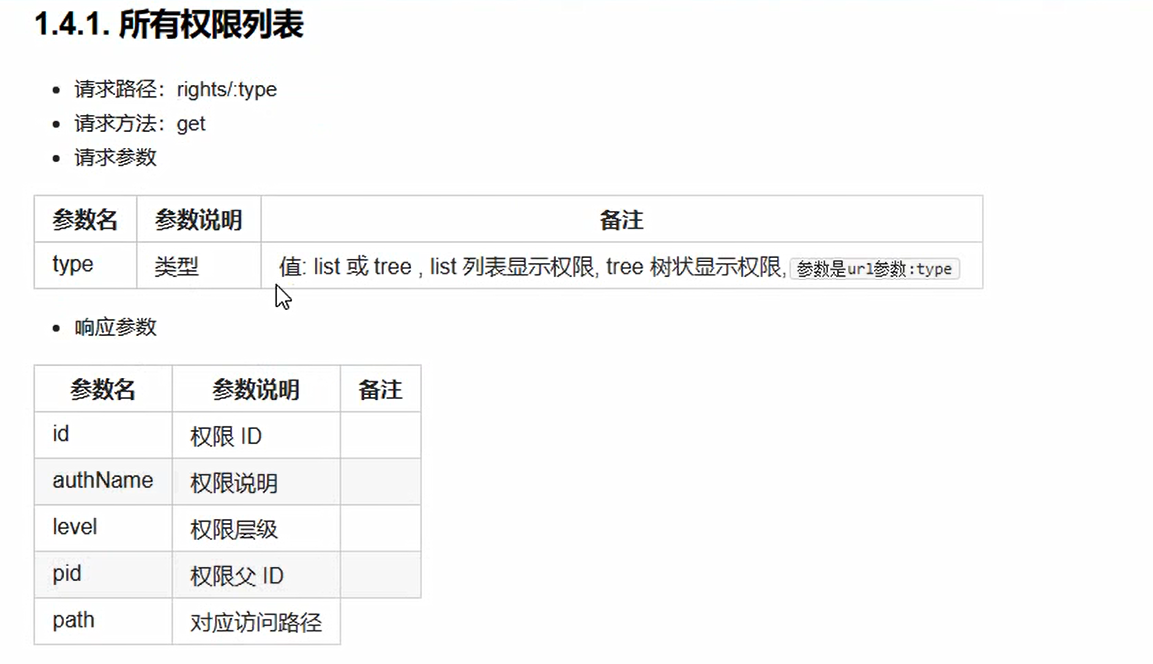 1.4.1. 所有权限列表
请求路径：rights/:type
请求方法：get
请求参数
参数名 参数说明 备注
type 类型 值: list 或 tree , list 列表显示权限, tree 树状显示权限, 参数是url参数:type
响应参数
参数名 参数说明 备注
id 权限 ID
authName 权限说明
level 权限层级
pid 权限父 ID
path 对应访问路径